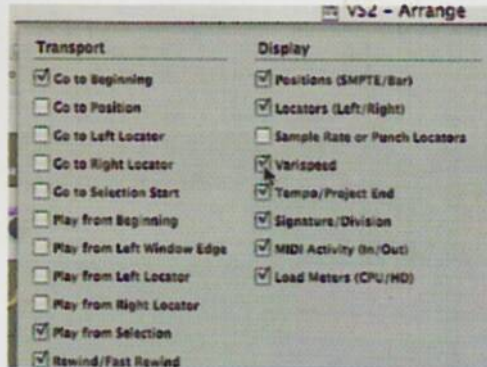 VS2 - Arrange
Transport
Go to Beginning
Go to Position
Go to Left Locator
Go to Right Locator
Go to Selection Start
Play from Beginning
Play from Left Window Edge
Play from Left Locator
Play from Right Locator
Play from Selection
Rewind/Fast Rewind
Display
Positions (SMPTE/Bar)
Locators (Left/Right)
Sample Rate or Punch Locators
Varispeed
Tempo/Project End
Signature/Division
MIDI Activity (In/Out)
Load Meters (CPU/HD)